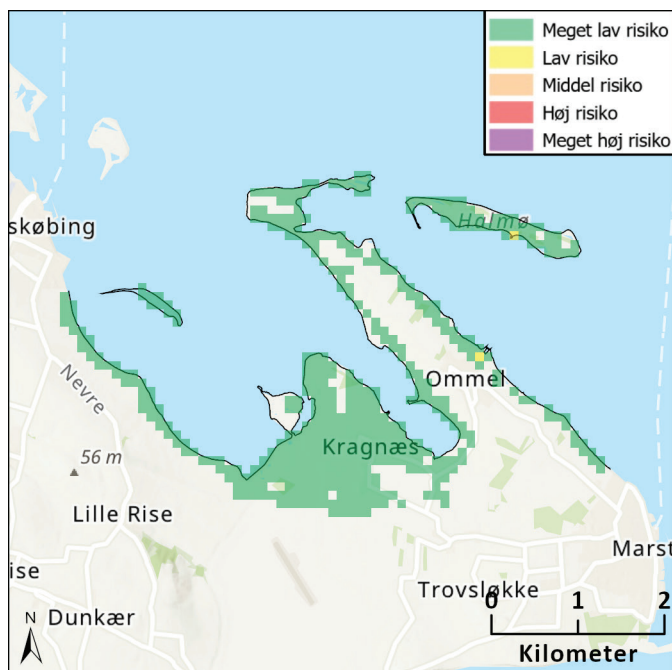 Meget lav risiko
Lav risiko
Middel risiko
Høj risiko
Meget høj risiko
Halmø
skøbing
Nevre
Ommel
Kragnæs
56 m
Lille Rise
Marst
ise
Trovsløkke
Dunkær
N
0 1 2
Kilometer